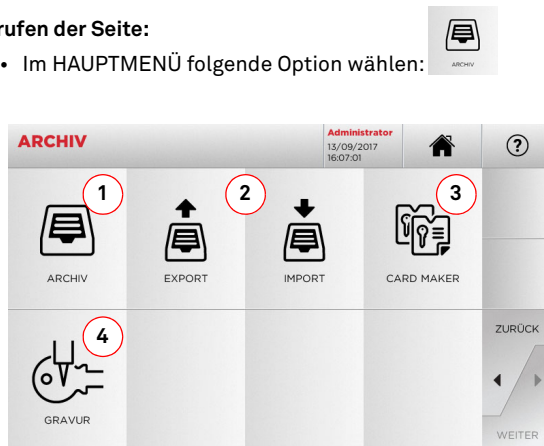 rufen der Seite:
• Im HAUPTMENÜ folgende Option wählen:
ARCHIV
ARCHIV
Administrator
13/09/2017
16:07:01
?
1
2
3
ARCHIV
EXPORT
IMPORT
CARD MAKER
4
GRAVUR
ZURÜCK
WEITER